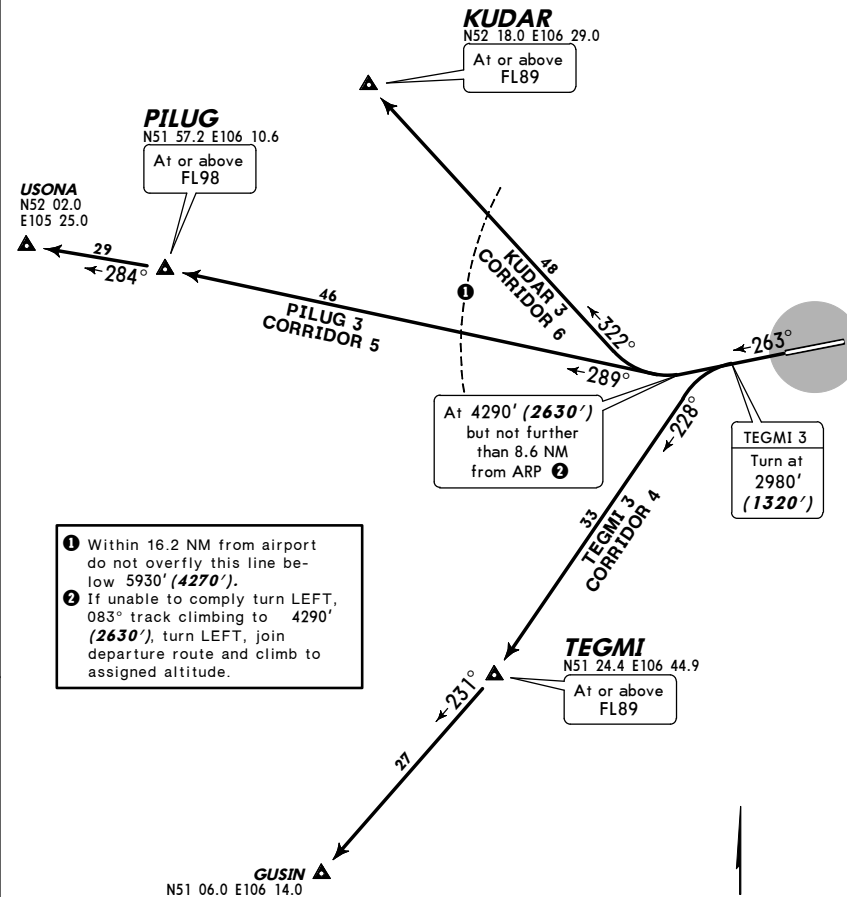 KUDAR
N52 18.0 E106 29.0
At or above
FL89
PILUG
N51 57.2 E106 10.6
At or above
FL98
USONA
N52 02.0
E105 25.0
29
284°
46
PILUG 3
CORRIDOR 5
48
KUDAR 3
CORRIDOR 6
❶
322°
289°
263°
228°
At 4290' (2630')
but not further
than 8.6 NM
from ARP ❷
TEGMI 3
Turn at
2980'
(1320')
33
TEGMI 3
CORRIDOR 4
❶ Within 16.2 NM from airport
do not overfly this line be-
low 5930' (4270').
❷ If unable to comply turn LEFT,
083° track climbing to 4290'
(2630'), turn LEFT, join
departure route and climb to
assigned altitude.
TEGMI
N51 24.4 E106 44.9
At or above
FL89
231°
27
GUSIN
N51 06.0 E106 14.0